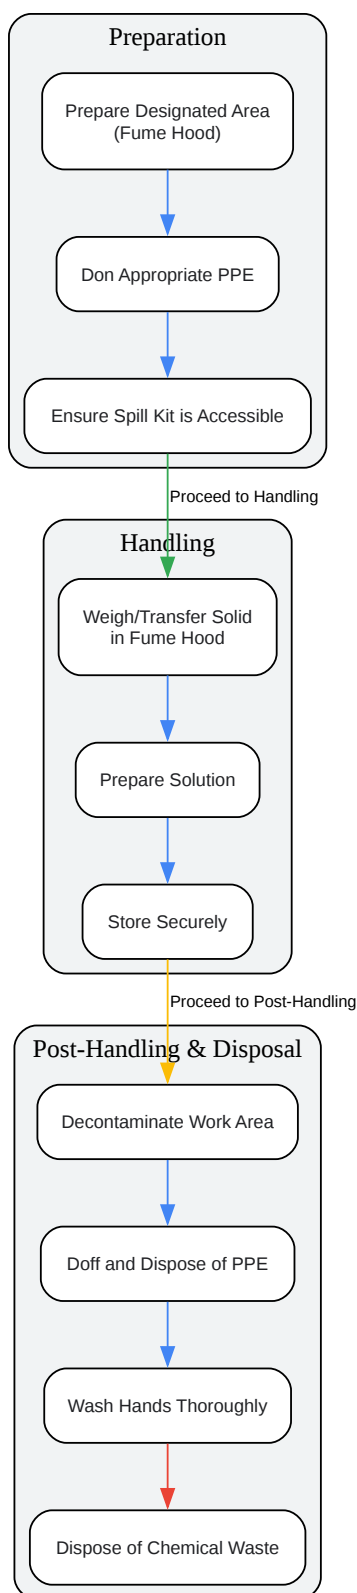 Preparation
Prepare Designated Area
(Fume Hood)
Don Appropriate PPE
Ensure Spill Kit is Accessible
Proceed to Handling
Handling
Weigh/Transfer Solid
in Fume Hood
Prepare Solution
Store Securely
Proceed to Post-Handling
Post-Handling & Disposal
Decontaminate Work Area
Doff and Dispose of PPE
Wash Hands Thoroughly
Dispose of Chemical Waste